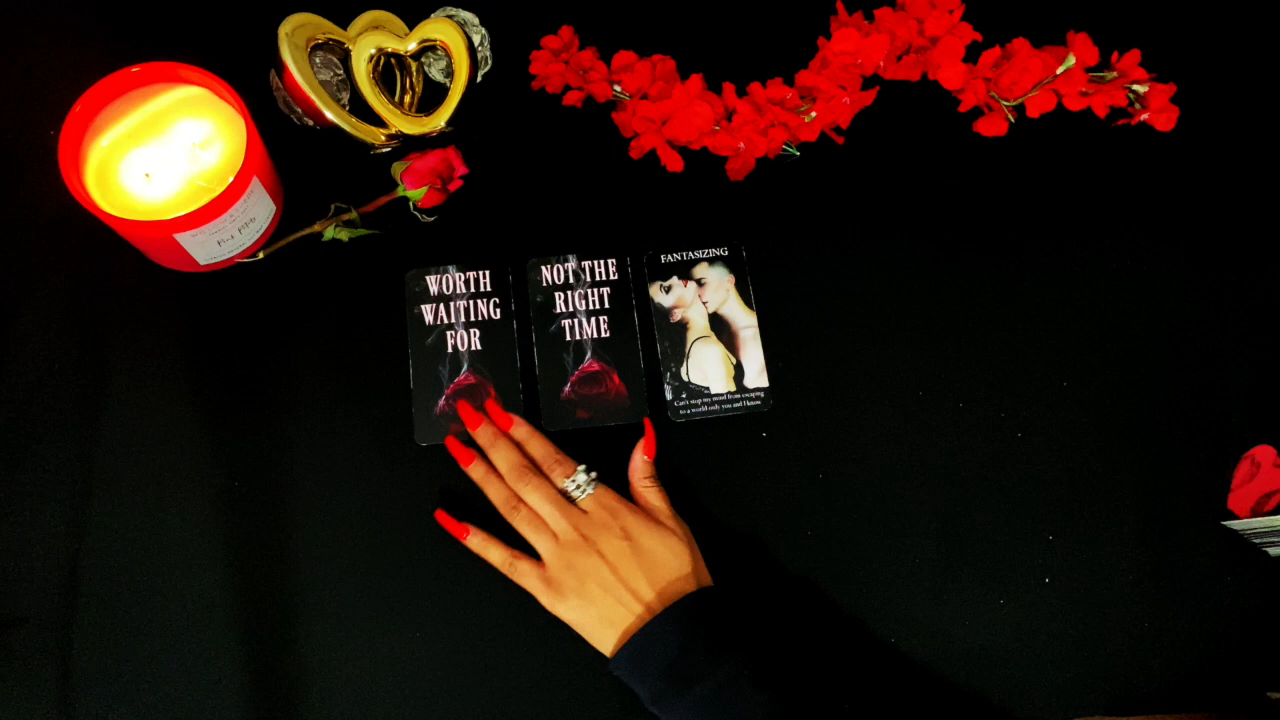 WORTH
WAITING
FOR
NOT THE
RIGHT
TIME
FANTASIZING
Can't stop my mind from escaping
to a world only you and I know